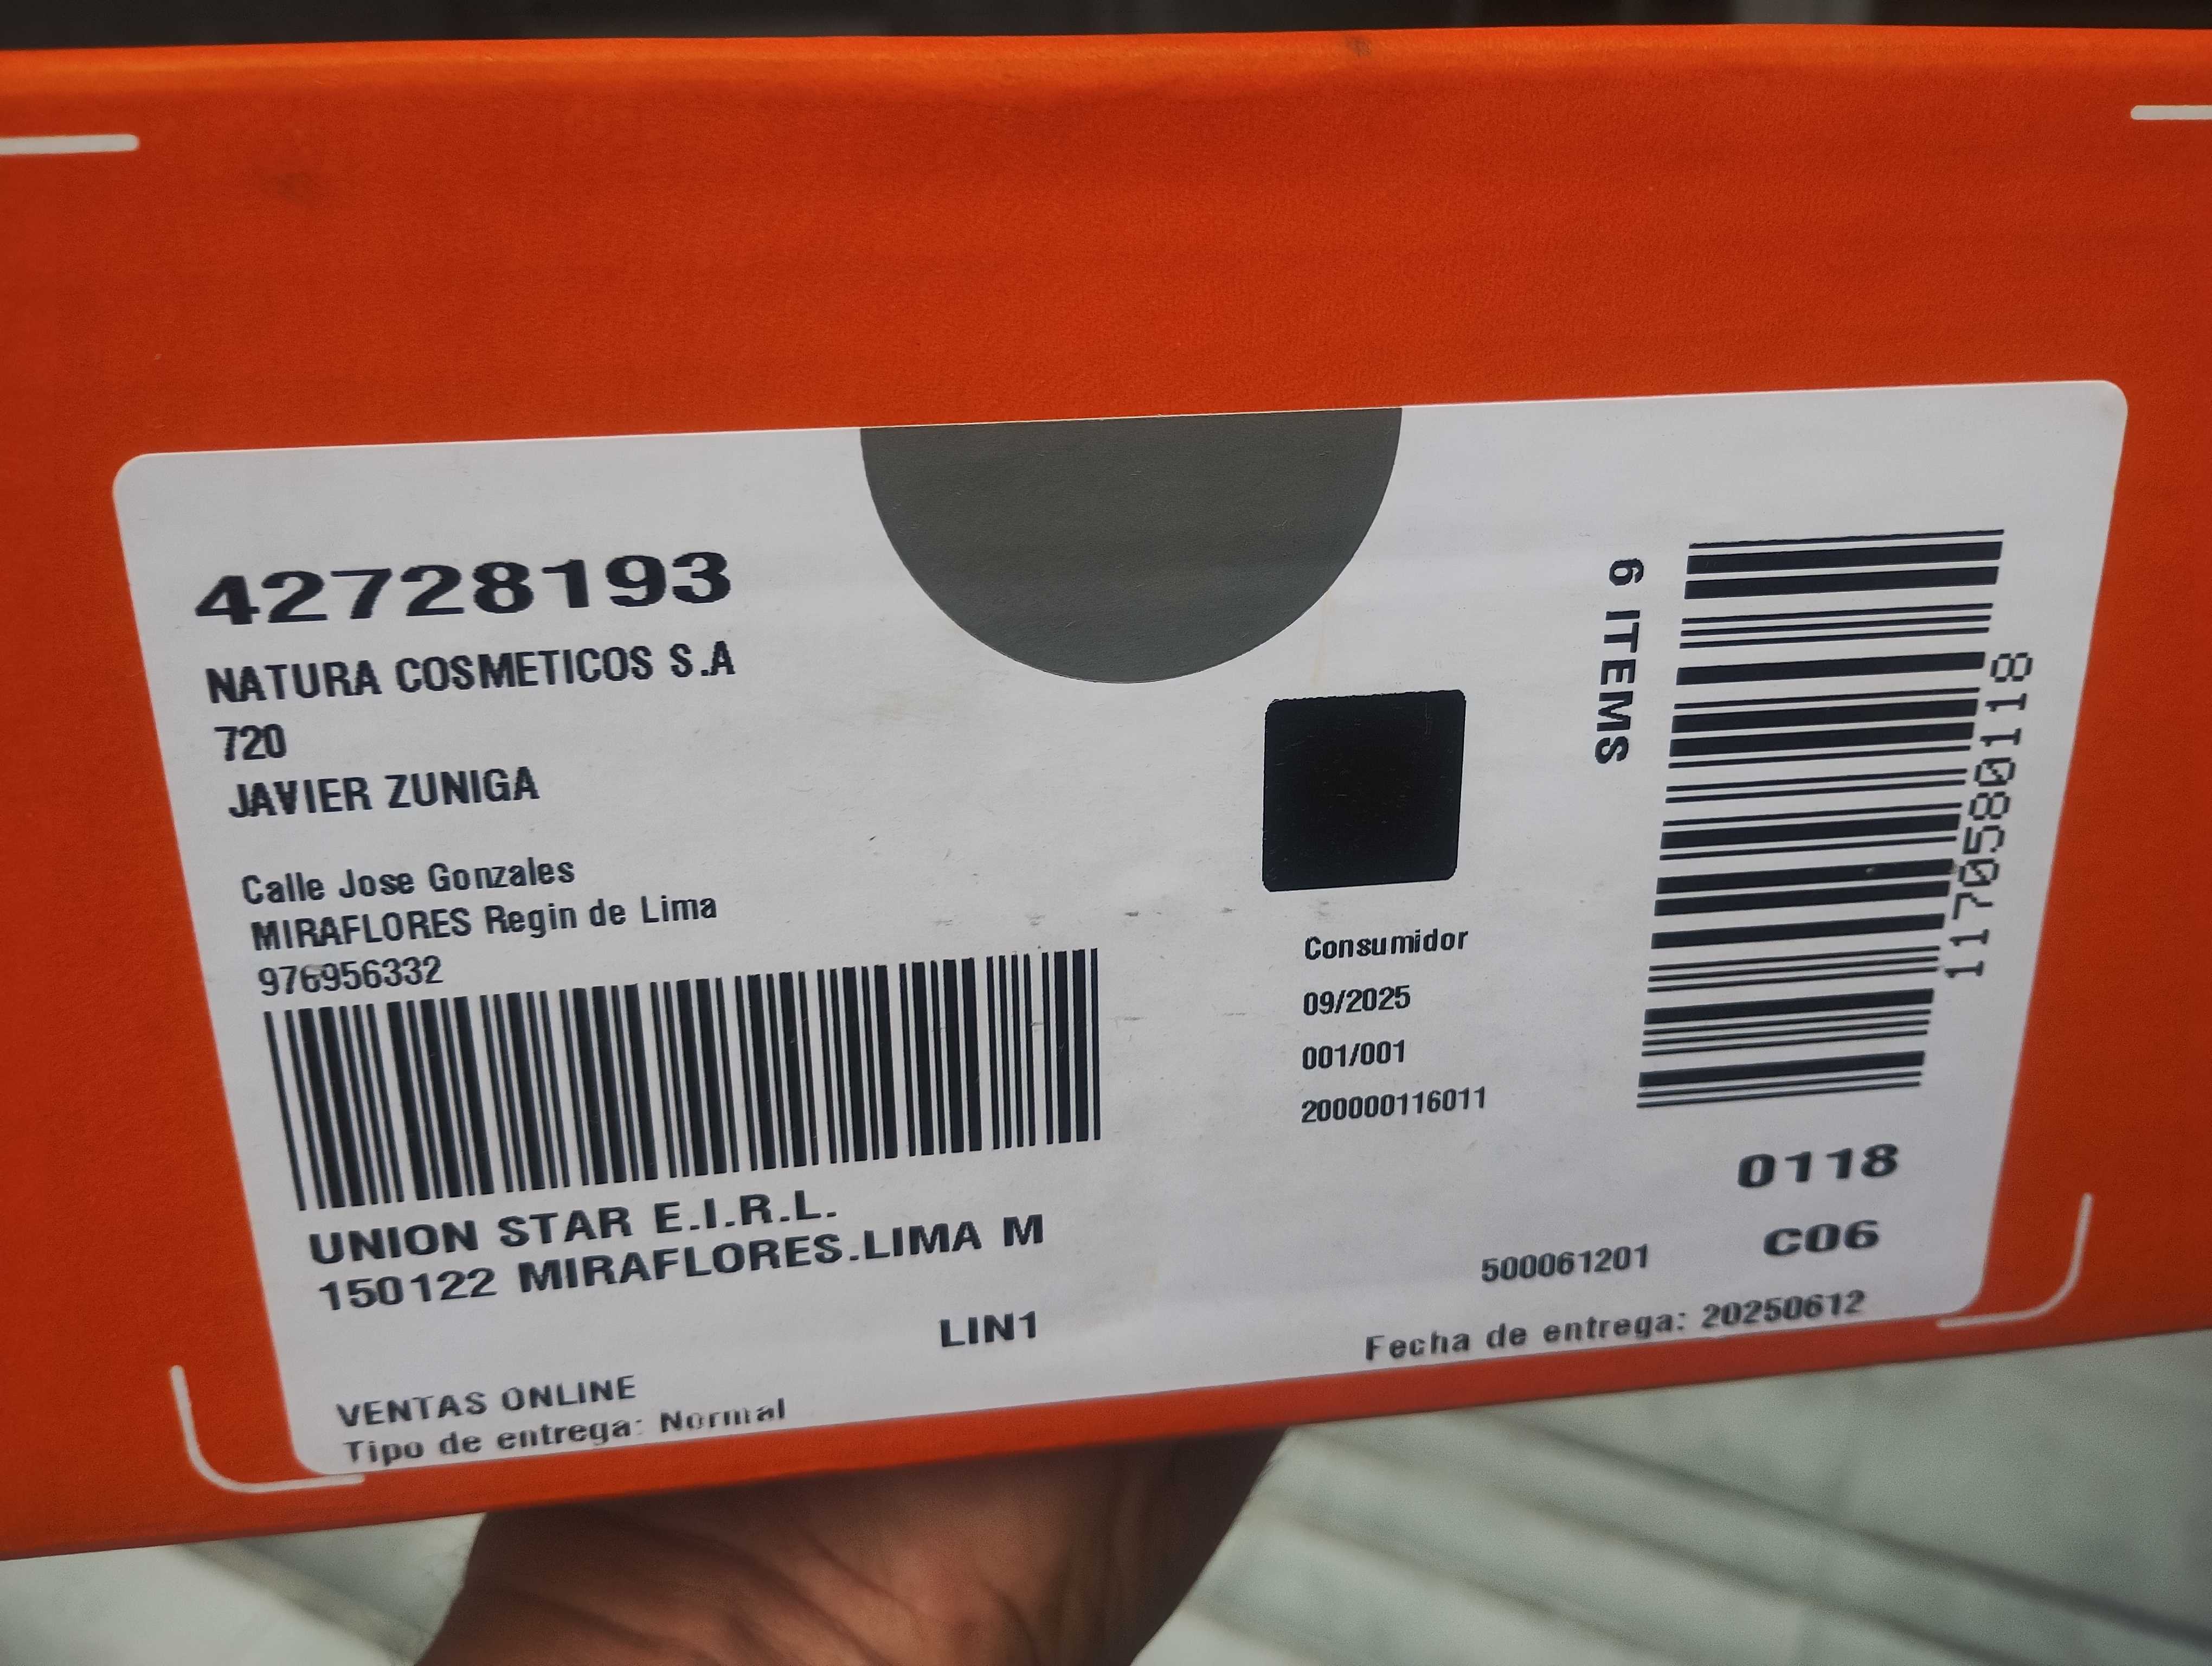 42728193
NATURA COSMETICOS S.A
720
JAVIER ZUNIGA
Calle Jose Gonzales
MIRAFLORES Regin de Lima
976956332
UNION STAR E.I.R.L.
150122 MIRAFLORES.LIMA M
LIN1
VENTAS ONLINE
Tipo de entrega: Normal
Consumidor
09/2025
001/001
200000116011
6 ITEMS
1170580118
0118
C06
500061201
Fecha de entrega: 20250612